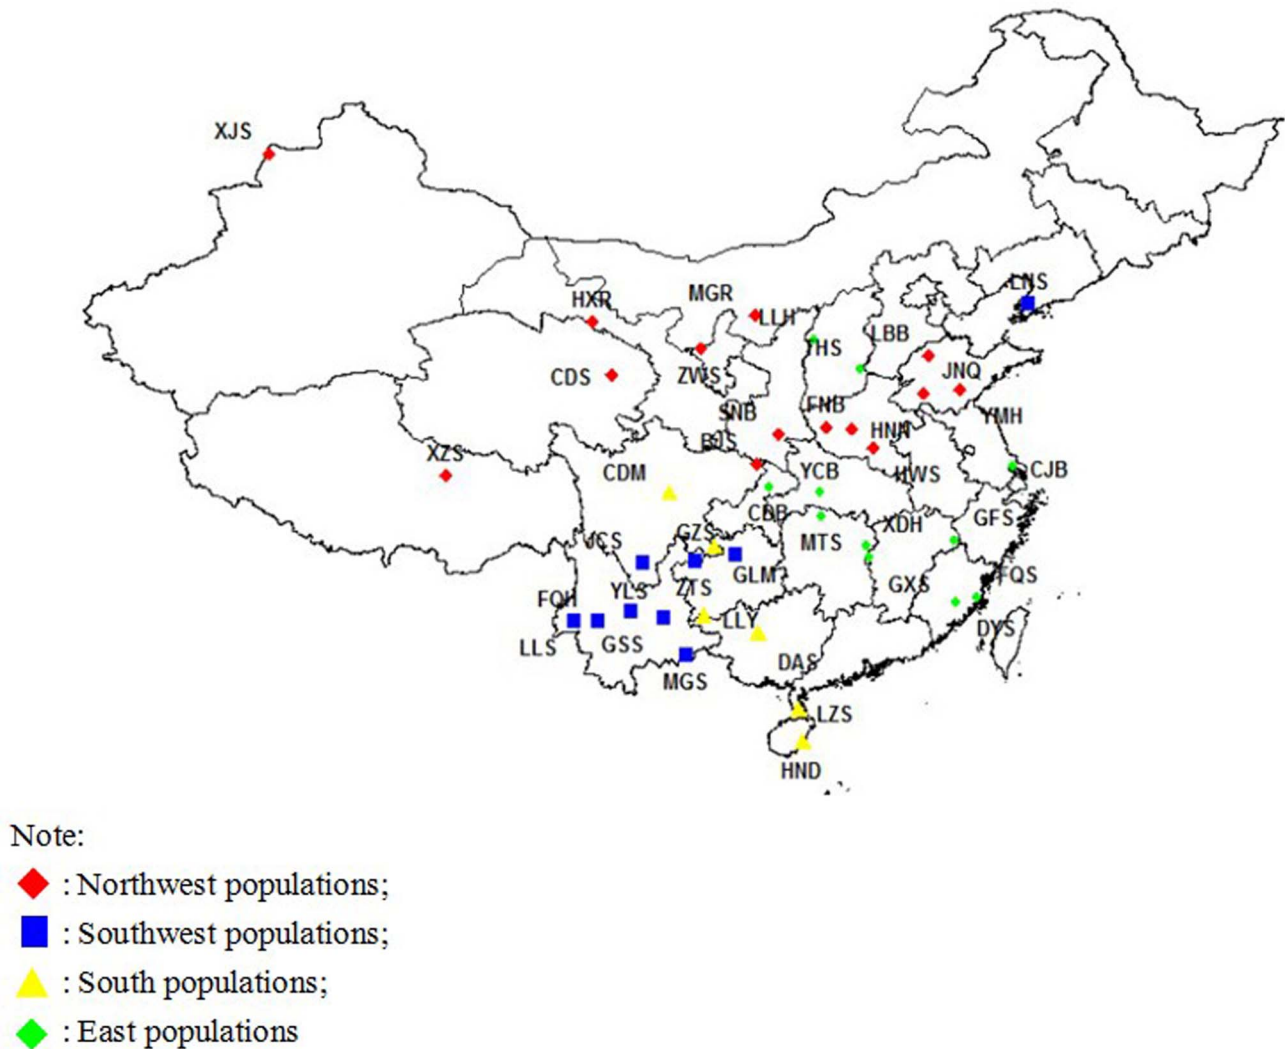 XJS
LNS
HXR
MGR
LLH
LBB
CDS
ZWS
JNQ
SNB
FNB
YMH
BJS
HNN
XZS
CDM
YCB
HWS
CJB
CDB
XDH
GFS
JCS
GZS
MTS
GLM
GXS
FQS
FQH
YLS
ZTS
LLS
GSS
LLY
DYS
MGS
DAS
LZS
HND
Note:
: Northwest populations;
: Southwest populations;
: South populations;
: East populations